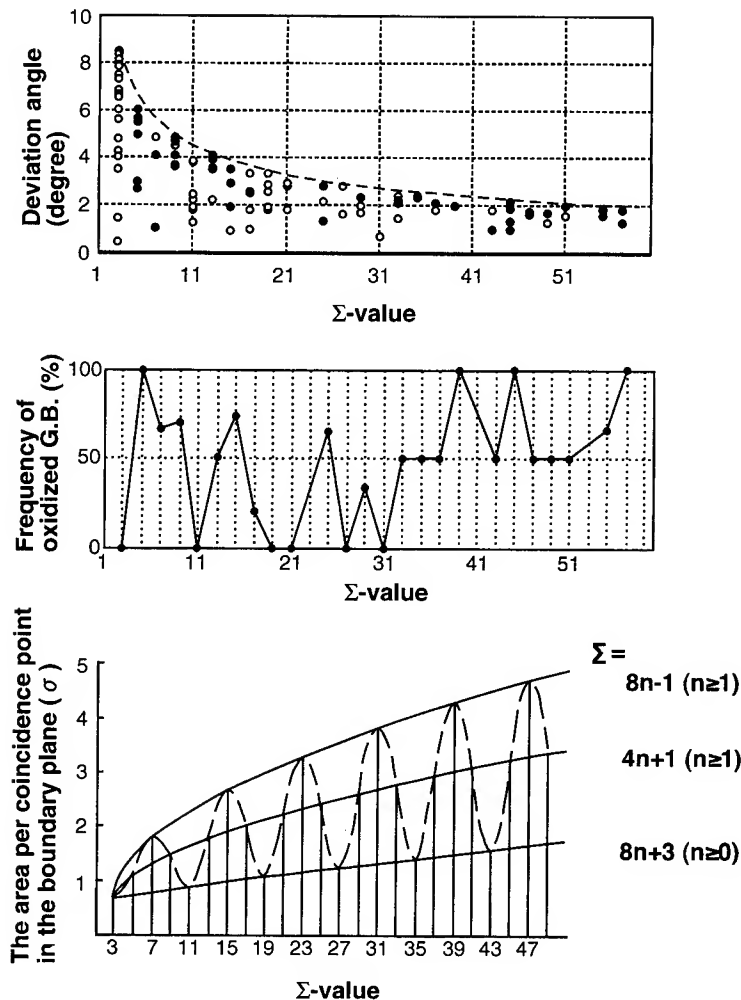 10
8
6
4
2
0
Deviation angle
(degree)
1 11 21 31 41 51
Σ-value
100
50
0
Frequency of
oxidized G.B. (%)
1 11 21 31 41 51
Σ-value
5
4
3
2
1
The area per coincidence point
in the boundary plane (σ)
Σ =
8n-1 (n≥1)
4n+1 (n≥1)
8n+3 (n≥0)
3 7 11 15 19 23 27 31 35 39 43 47
Σ-value